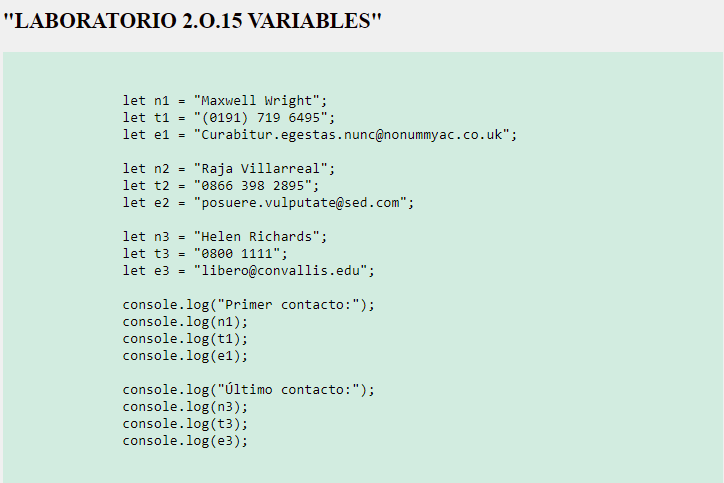 "LABORATORIO 2.O.15 VARIABLES"
let n1 = "Maxwell Wright";
let t1 = "(0191) 719 6495";
let e1 = "Curabitur.egestas.nunc@nonummyac.co.uk";
let n2 = "Raja Villarreal";
let t2 = "0866 398 2895";
let e2 = "posuere.vulputate@sed.com";
let n3 = "Helen Richards";
let t3 = "0800 1111";
let e3 = "libero@convallis.edu";
console.log("Primer contacto:");
console.log(n1);
console.log(t1);
console.log(e1);
console.log("Último contacto:");
console.log(n3);
console.log(t3);
console.log(e3);